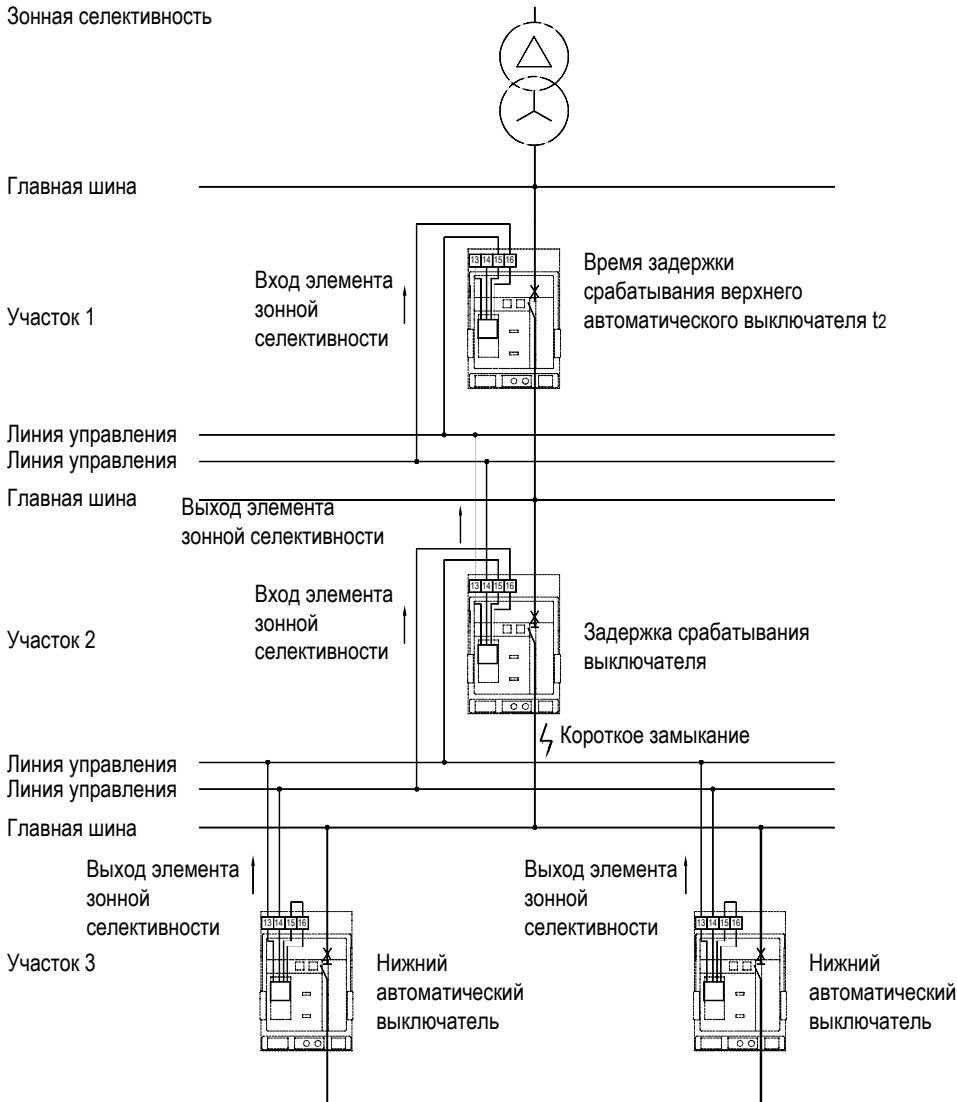 Зонная селективность
Главная шина
13 14 15 16
Вход элемента
зонной
селективности
Время задержки
срабатывания верхнего
автоматического выключателя t2
Участок 1
Линия управления
Линия управления
Главная шина
Выход элемента
зонной селективности
13 14 15 16
Вход элемента
зонной
селективности
Участок 2
Задержка срабатывания
выключателя
Короткое замыкание
Линия управления
Линия управления
Главная шина
Выход элемента
зонной
селективности
13 14 15 16
Выход элемента
зонной
селективности
13 14 15 16
Участок 3
Нижний
автоматический
выключатель
Нижний
автоматический
выключатель